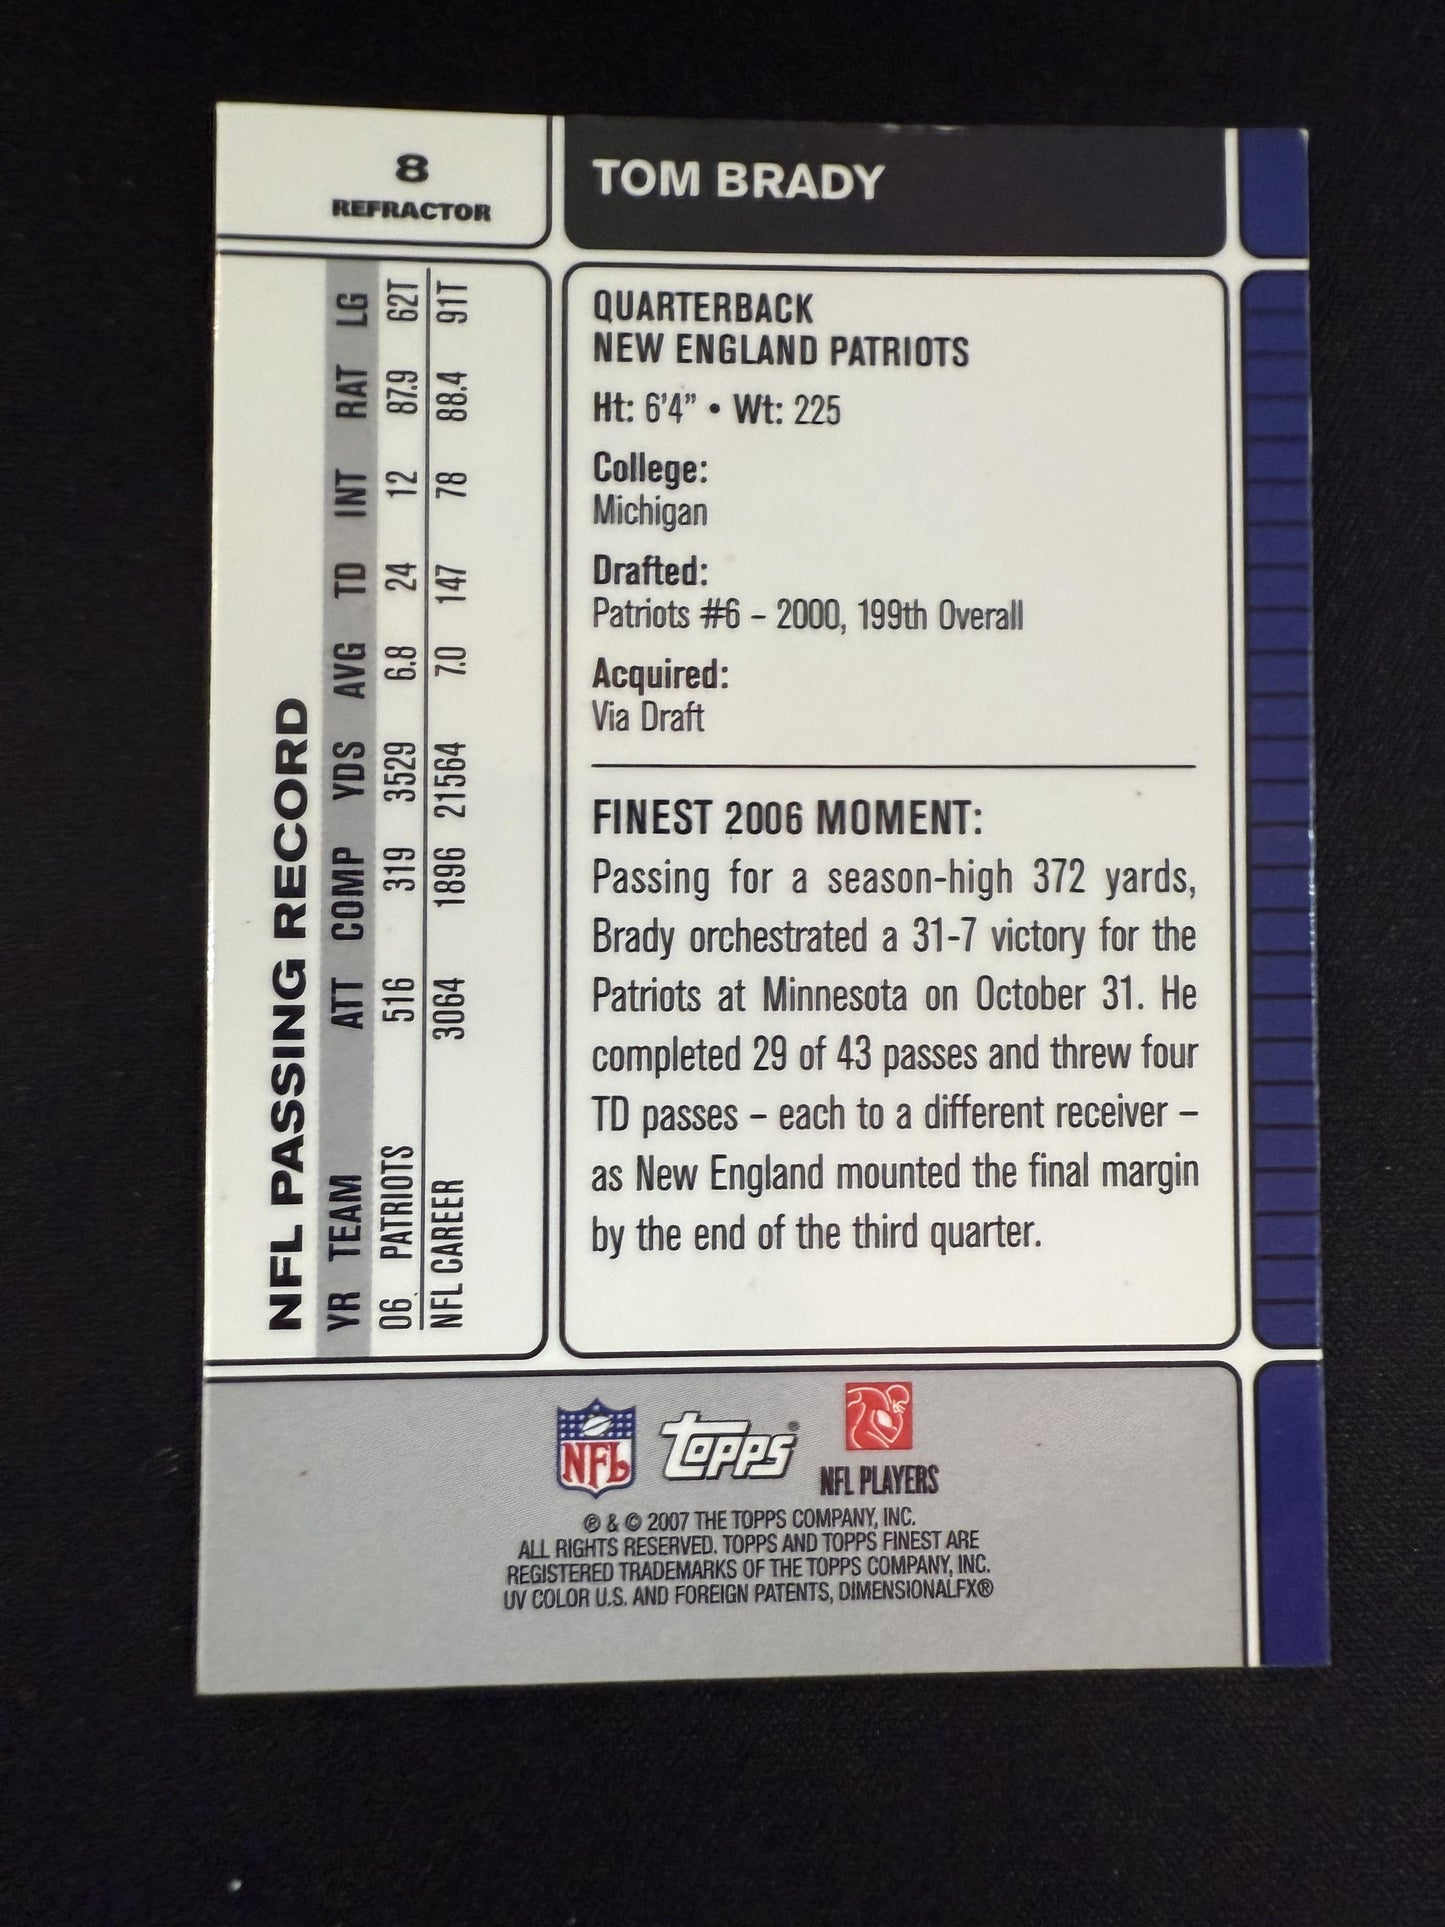 8
REFRACTOR
TOM BRADY
NFL PASSING RECORD
YR TEAM ATT COMP YDS AVG TD INT RAT LG
06 PATRIOTS 516 319 3529 6.8 24 12 87.9 62T
NFL CAREER 3064 1896 21564 7.0 147 78 88.4 91T
QUARTERBACK
NEW ENGLAND PATRIOTS
Ht: 6'4" • Wt: 225
College:
Michigan
Drafted:
Patriots #6 – 2000, 199th Overall
Acquired:
Via Draft
FINEST 2006 MOMENT:
Passing for a season-high 372 yards,
Brady orchestrated a 31-7 victory for the
Patriots at Minnesota on October 31. He
completed 29 of 43 passes and threw four
TD passes – each to a different receiver –
as New England mounted the final margin
by the end of the third quarter.
NFL
Topps®
NFL PLAYERS
® & © 2007 THE TOPPS COMPANY, INC.
ALL RIGHTS RESERVED. TOPPS AND TOPPS FINEST ARE
REGISTERED TRADEMARKS OF THE TOPPS COMPANY, INC.
UV COLOR U.S. AND FOREIGN PATENTS, DIMENSIONALFX®